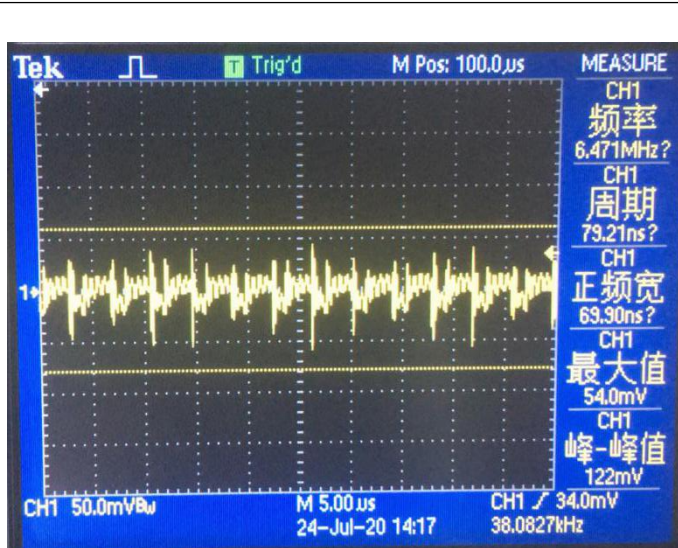 Tek T Trig'd M Pos: 100.0µs MEASURE
CH1
频率
6.471MHz?
CH1
周期
79.21ns?
CH1
正频宽
69.90ns?
CH1
最大值
54.0mV
CH1
峰-峰值
122mV
1
CH1 50.0mVBw M 5.00µs CH1 34.0mV
24-Jul-20 14:17 38.0827kHz